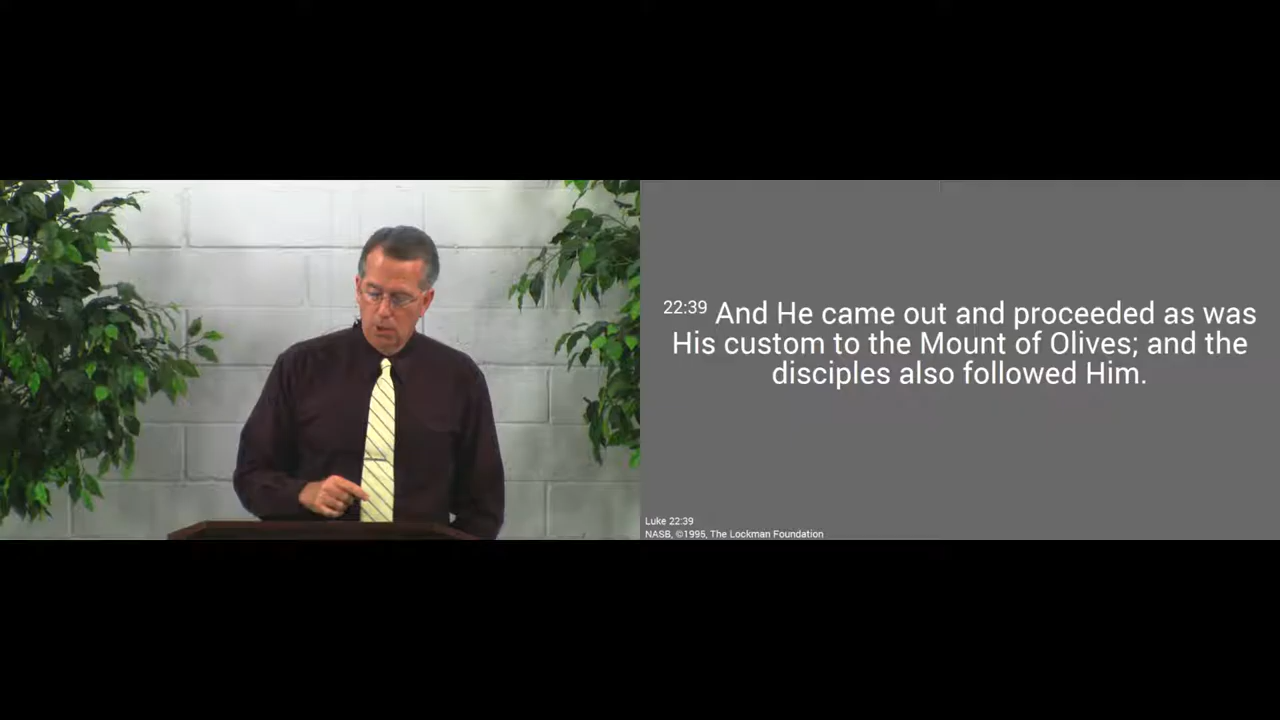 22:39 And He came out and proceeded as was
His custom to the Mount of Olives; and the
disciples also followed Him.
Luke 22:39
NASB, ©1995, The Lockman Foundation